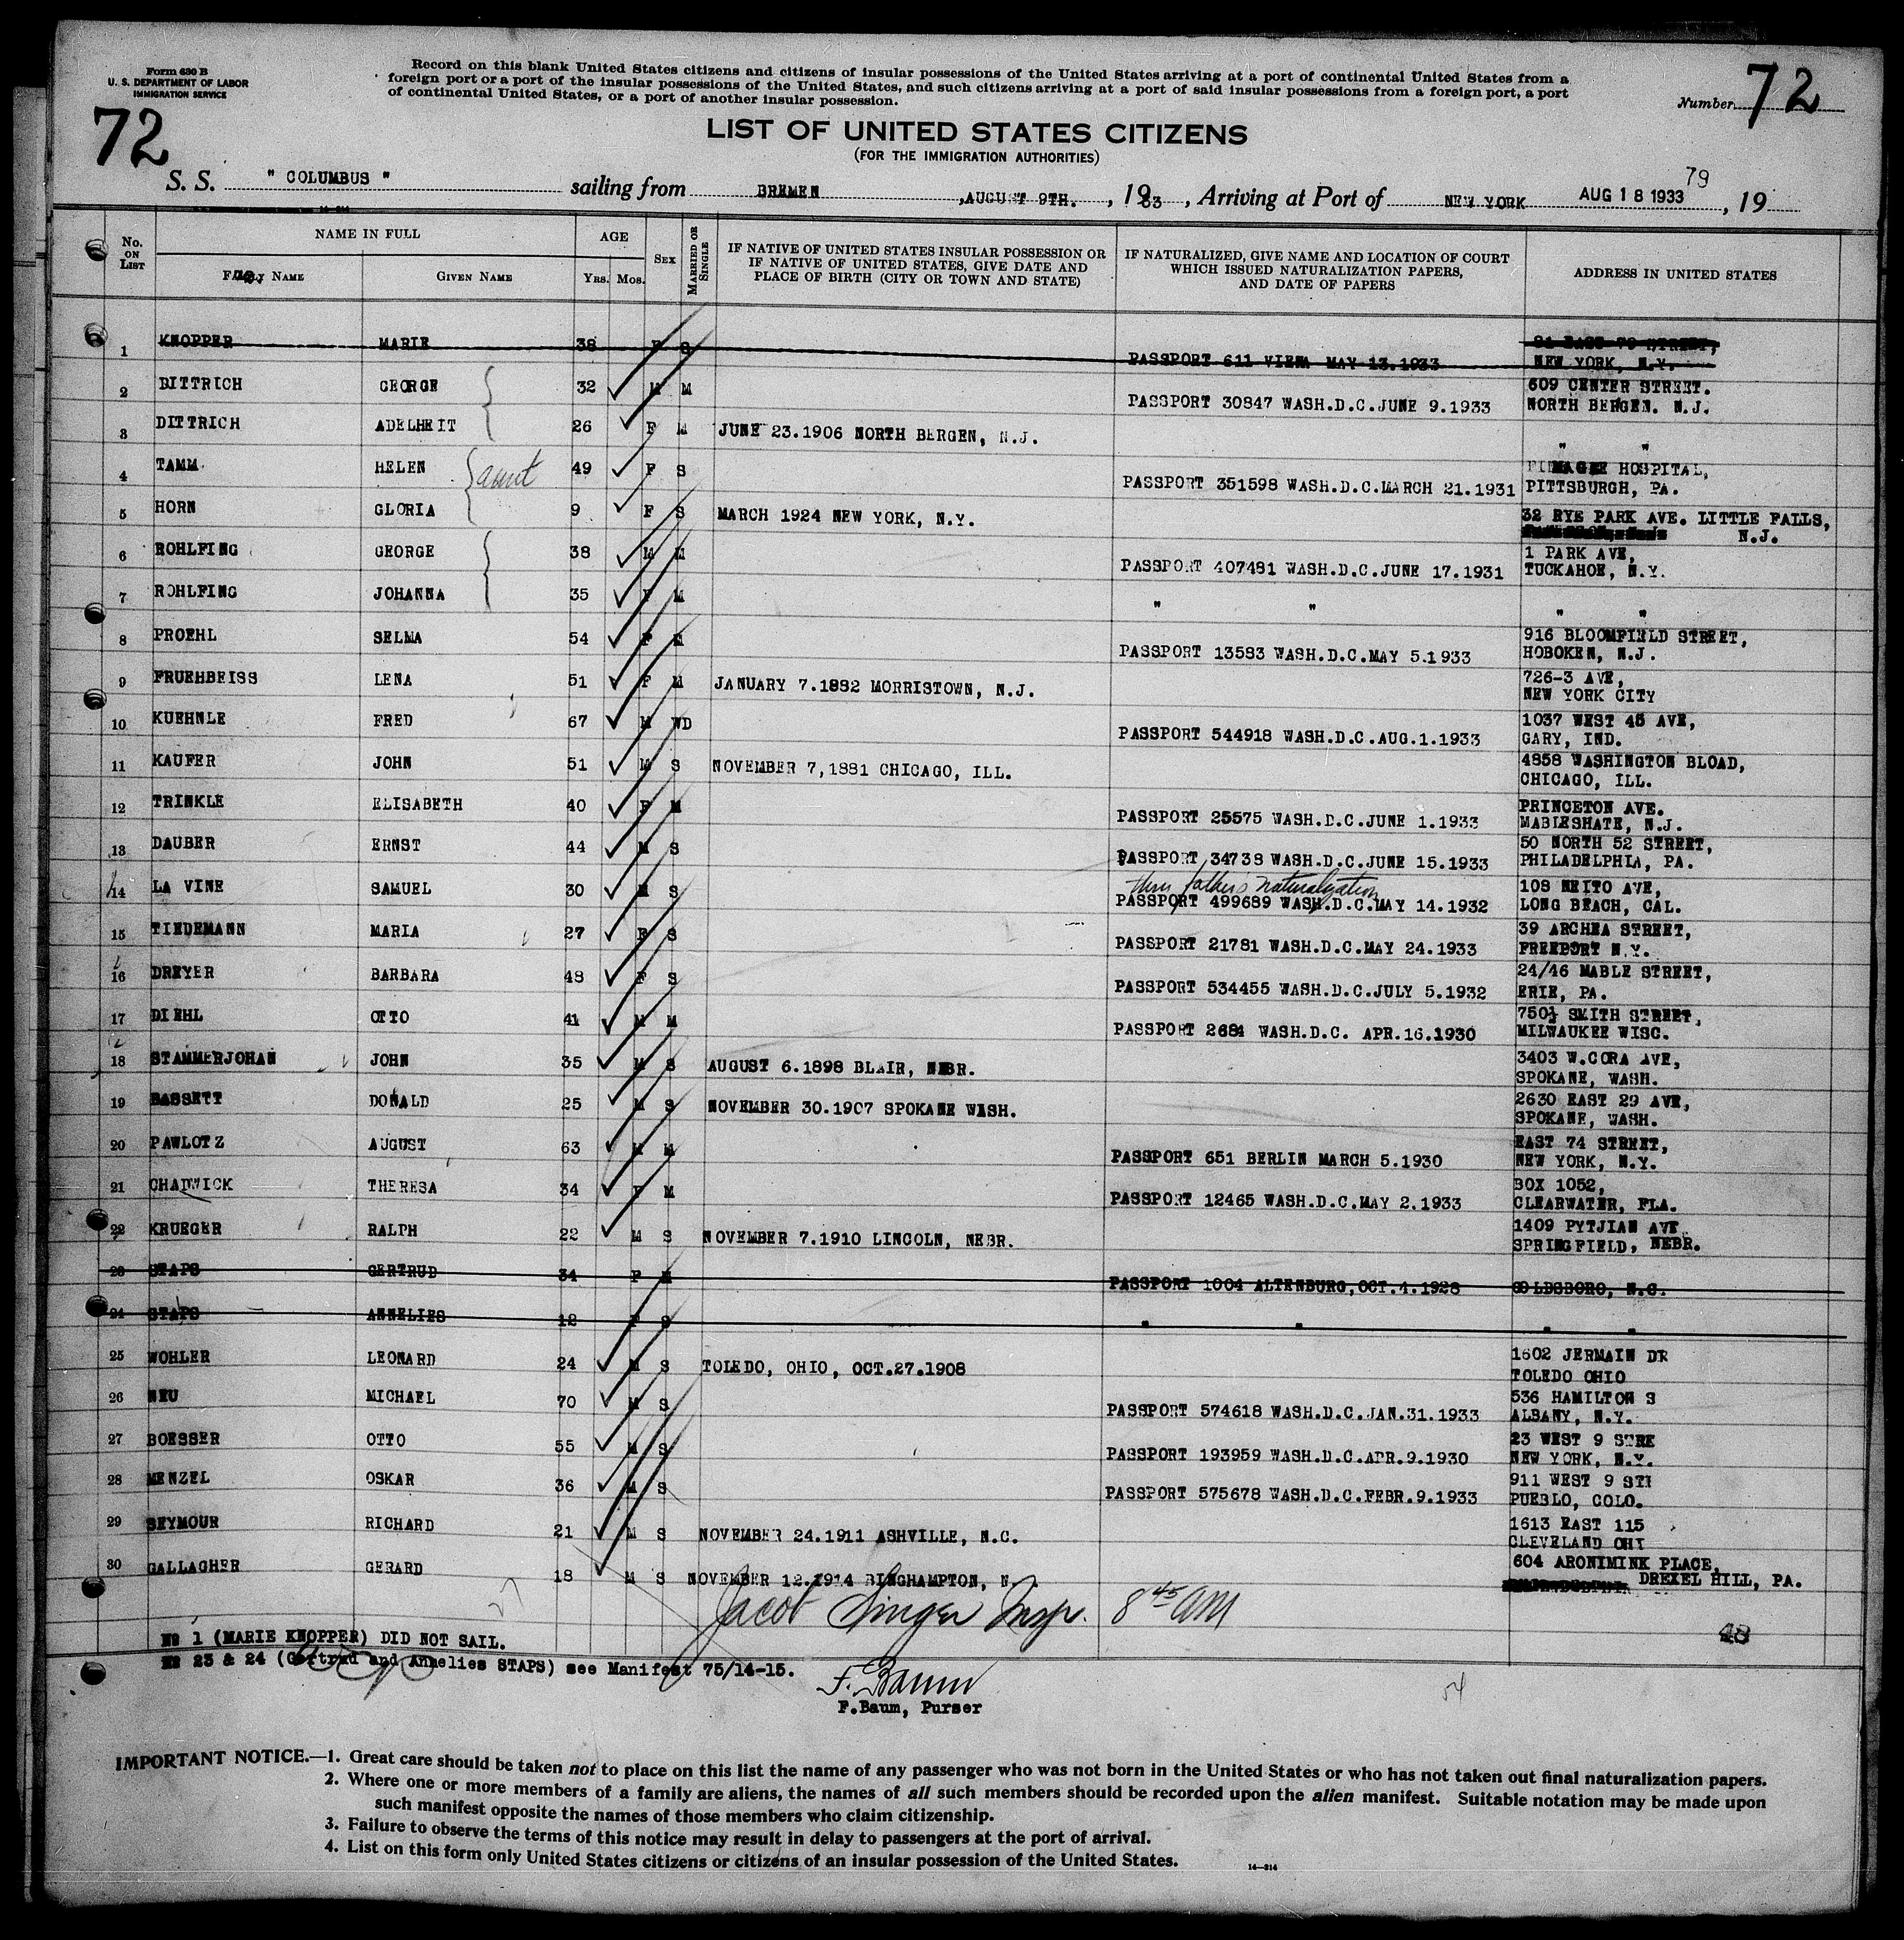 Form 630 B
U. S. DEPARTMENT OF LABOR
IMMIGRATION SERVICE
72
Record on this blank United States citizens and citizens of insular possessions of the United States arriving at a port of continental United States from a
foreign port or a port of the insular possessions of the United States, and such citizens arriving at a port of said insular possessions from a foreign port, a port
of continental United States, or a port of another insular possession.
Number 72
LIST OF UNITED STATES CITIZENS
(FOR THE IMMIGRATION AUTHORITIES)
79
S. S. " COLUMBUS " sailing from BREMEN ,AUGUST 9TH. , 1933 , Arriving at Port of NEW YORK AUG 18 1933 , 19
No. ON LIST NAME IN FULL AGE SEX MARRIED OR SINGLE IF NATIVE OF UNITED STATES INSULAR POSSESSION OR IF NATIVE OF UNITED STATES, GIVE DATE AND PLACE OF BIRTH (CITY OR TOWN AND STATE) IF NATURALIZED, GIVE NAME AND LOCATION OF COURT WHICH ISSUED NATURALIZATION PAPERS, AND DATE OF PAPERS ADDRESS IN UNITED STATES
FAMILY NAME GIVEN NAME Yrs. Mos.
1 KNOPPER MARIE 38 F S PASSPORT 611 VIENA MAY 13.1933 NEW YORK, N.Y.
2 DITTRICH GEORGE 32 M M PASSPORT 30847 WASH.D.C.JUNE 9.1933 609 CENTER STREET. NORTH BERGEN. N.J.
3 DITTRICH ADELHEIT 26 F M JUNE 23.1906 NORTH BERGEN, N.J. " "
4 TAMM HELEN aunt 49 F S PASSPORT 351598 WASH.D.C.MARCH 21.1931 HOSPITAL, PITTSBURGH, PA.
5 HORN GLORIA 9 F S MARCH 1924 NEW YORK, N.Y. 32 RYE PARK AVE. LITTLE FALLS, N.J.
6 ROHLFING GEORGE 38 M M PASSPORT 407481 WASH.D.C.JUNE 17.1931 1 PARK AVE, TUCKAHOE, N.Y.
7 ROHLFING JOHANNA 35 F M " " " "
8 PROEHL SELMA 54 F M PASSPORT 13583 WASH.D.C.MAY 5.1933 916 BLOOMFIELD STREET, HOBOKEN, N.J.
9 FRUEHBEISS LENA 51 F M JANUARY 7.1882 MORRISTOWN, N.J. 726-3 AVE, NEW YORK CITY
10 KUEHNLE FRED 67 M WD PASSPORT 544918 WASH.D.C.AUG.1.1933 1037 WEST 45 AVE, GARY, IND.
11 KAUFER JOHN 51 M S NOVEMBER 7,1881 CHICAGO, ILL. 4858 WASHINGTON BLOAD, CHICAGO, ILL.
12 TRINKLE ELISABETH 40 F M PASSPORT 25575 WASH.D.C.JUNE 1.1933 PRINCETON AVE. MABLESHATE, N.J.
13 DAUBER ERNST 44 M S PASSPORT 34738 WASH.D.C.JUNE 15.1933 50 NORTH 52 STREET, PHILADELPHIA, PA.
14 LA VINE SAMUEL 30 M S thru father's naturalization PASSPORT 499689 WASH.D.C.MAY 14.1932 108 NEITO AVE, LONG BEACH, CAL.
15 TIEDEMANN MARIA 27 F S PASSPORT 21781 WASH.D.C.MAY 24.1933 39 ARCHEA STREET, FREEPORT N.Y.
16 DREYER BARBARA 48 F S PASSPORT 534455 WASH.D.C.JULY 5.1932 24/46 MABLE STREET, ERIE, PA.
17 DIEHL OTTO 41 M M PASSPORT 2684 WASH.D.C. APR.16.1930 750½ SMITH STREET, MILWAUKEE WISC.
18 STAMMERJOHAN JOHN 35 M S AUGUST 6.1898 BLAIR, NEBR. 3403 W.CORA AVE, SPOKANE, WASH.
19 BASSETT DONALD 25 M S NOVEMBER 30.1907 SPOKANE WASH. 2630 EAST 29 AVE, SPOKANE, WASH.
20 PAWLOTZ AUGUST 63 M M PASSPORT 651 BERLIN MARCH 5.1930 EAST 74 STREET, NEW YORK, N.Y.
21 CHADWICK THERESA 34 F M PASSPORT 12465 WASH.D.C.MAY 2.1933 BOX 1052, CLEARWATER, FLA.
22 KRUEGER RALPH 22 M S NOVEMBER 7.1910 LINCOLN, NEBR. 1409 PYTJIAN AVE SPRINGFIELD, NEBR.
23 STAPS GERTRUD 34 F M PASSPORT 1004 ALTENBURG,OCT.4.1928 GOLDSBORO, N.C.
24 STAPS ANNELIES 12 F S " " " "
25 WOHLER LEONARD 24 M S TOLEDO, OHIO, OCT.27.1908 1602 JERMAIN DR TOLEDO OHIO
26 NEU MICHAEL 70 M S PASSPORT 574618 WASH.D.C.JAN.31.1933 536 HAMILTON S ALBANY, N.Y.
27 BOESSER OTTO 55 M S PASSPORT 193959 WASH.D.C.APR.9.1930 23 WEST 9 STRE NEW YORK, N.Y.
28 MENZEL OSKAR 36 M S PASSPORT 575678 WASH.D.C.FEBR.9.1933 911 WEST 9 STR PUEBLO, COLO.
29 SEYMOUR RICHARD 21 M S NOVEMBER 24.1911 ASHVILLE, N.C. 1613 EAST 115 CLEVELAND OHI
30 GALLAGHER GERARD 18 M S NOVEMBER 12.1914 BINGHAMPTON, N. 604 ARONIMINK PLACE, DREXEL HILL, PA.
Jacob Singer Insp. 8 45 AM
48
No 1 (MARIE KNOPPER) DID NOT SAIL.
No 23 & 24 (Gertrud and Annelies STAPS) see Manifest 75/14-15.
F. Baum
54
F.Baum, Purser
IMPORTANT NOTICE.—1. Great care should be taken not to place on this list the name of any passenger who was not born in the United States or who has not taken out final naturalization papers.
2. Where one or more members of a family are aliens, the names of all such members should be recorded upon the alien manifest. Suitable notation may be made upon
such manifest opposite the names of those members who claim citizenship.
3. Failure to observe the terms of this notice may result in delay to passengers at the port of arrival.
4. List on this form only United States citizens or citizens of an insular possession of the United States.
14—314